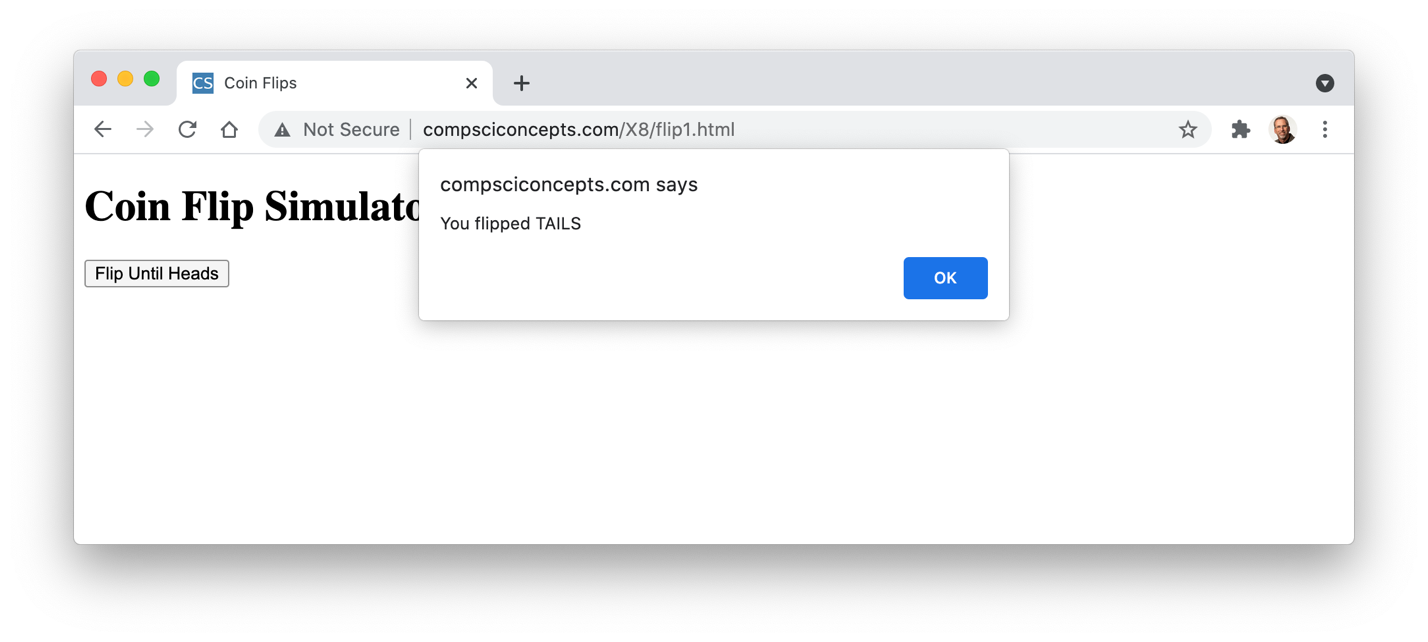 CS Coin Flips
Not Secure compsciconcepts.com/X8/flip1.html
compsciconcepts.com says
You flipped TAILS
OK
Coin Flip Simulato
Flip Until Heads